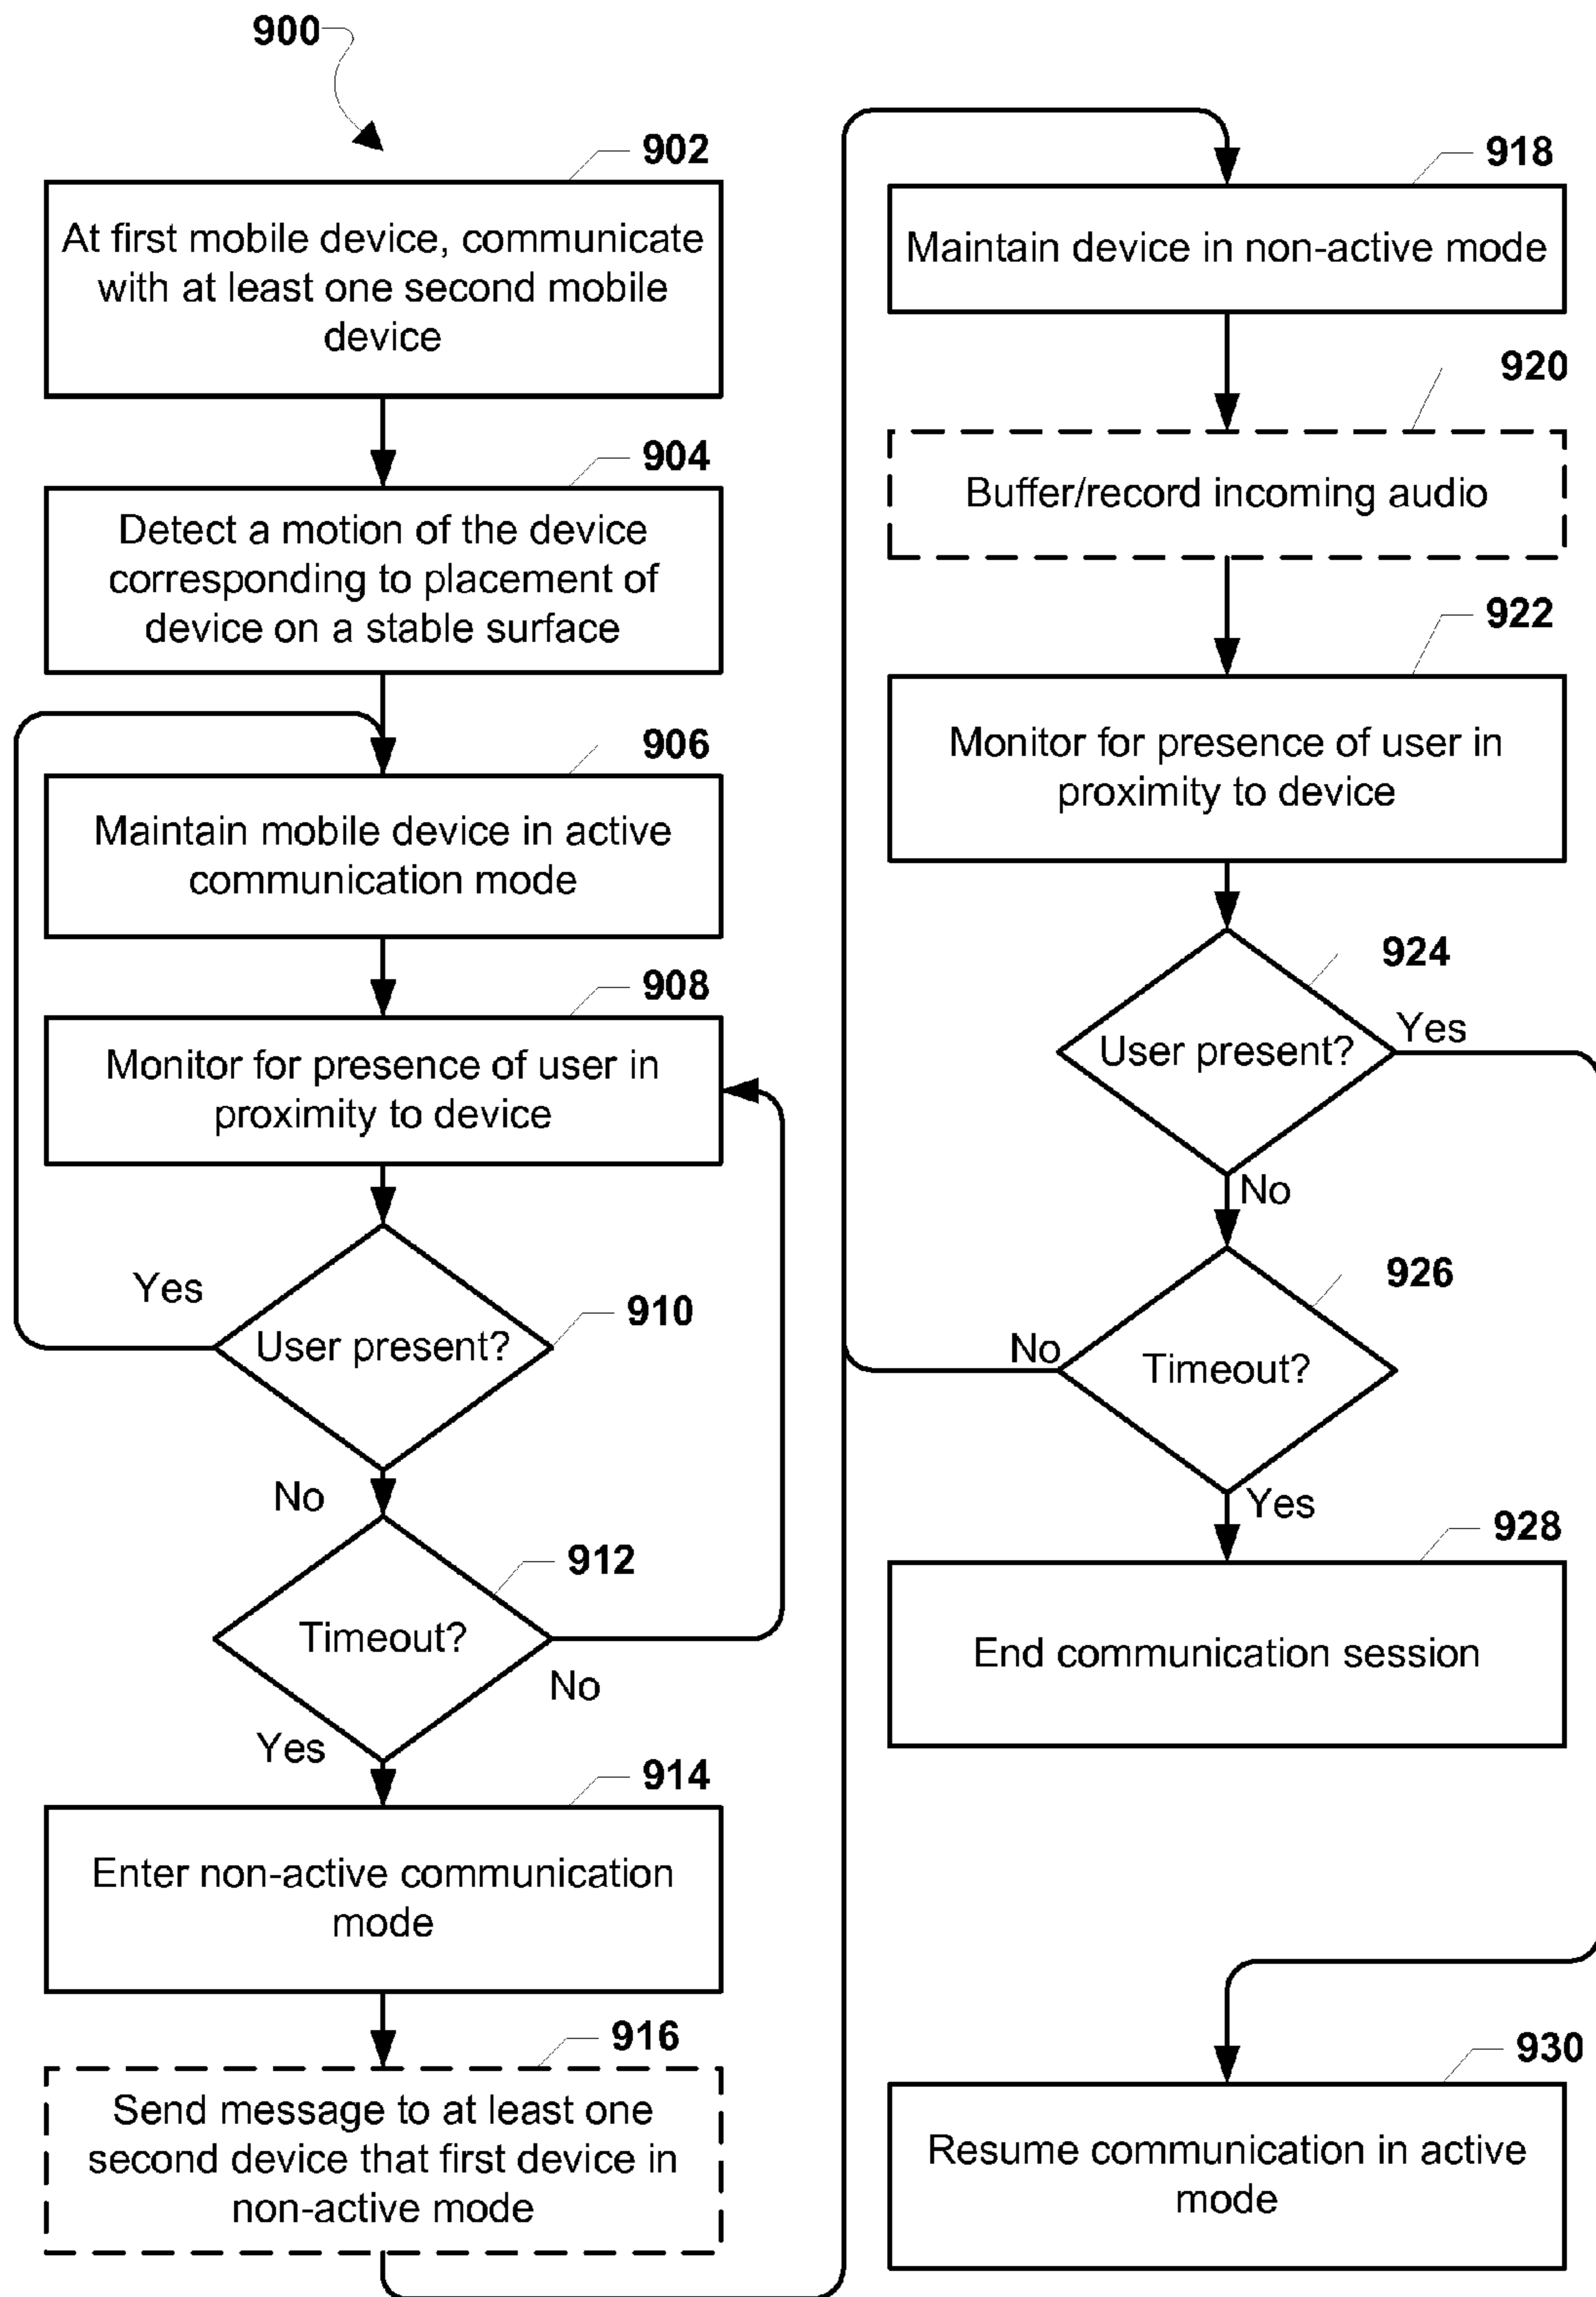 900
902
At first mobile device, communicate
with at least one second mobile
device
904
Detect a motion of the device
corresponding to placement of
device on a stable surface
906
Maintain mobile device in active
communication mode
908
Monitor for presence of user in
proximity to device
Yes
910
User present?
No
912
Timeout?
No
Yes
914
Enter non-active communication
mode
916
Send message to at least one
second device that first device in
non-active mode
918
Maintain device in non-active mode
920
Buffer/record incoming audio
922
Monitor for presence of user in
proximity to device
924
Yes
User present?
No
926
No
Timeout?
Yes
928
End communication session
930
Resume communication in active
mode